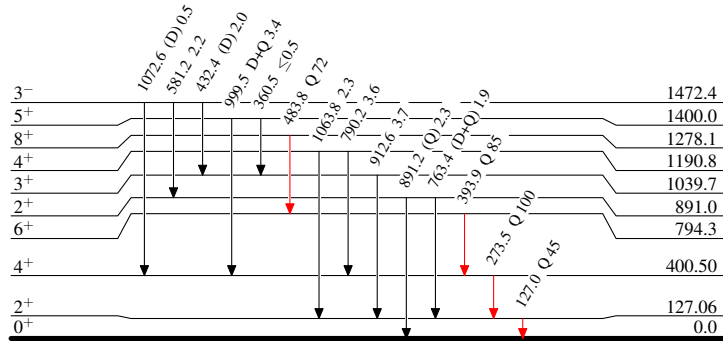 1072.6 (D) 0.5
581.2 2.2
432.4 (D) 2.0
999.5 D+Q 3.4
360.5 ≤0.5
483.8 Q 72
1063.8 2.3
790.2 3.6
912.6 3.7
891.2 (Q) 2.3
763.4 (D+Q) 1.9
393.9 Q 85
273.5 Q 100
127.0 Q 45
3⁻ 1472.4
5⁺ 1400.0
8⁺ 1278.1
4⁺ 1190.8
3⁺ 1039.7
2⁺ 891.0
6⁺ 794.3
4⁺ 400.50
2⁺ 127.06
0⁺ 0.0